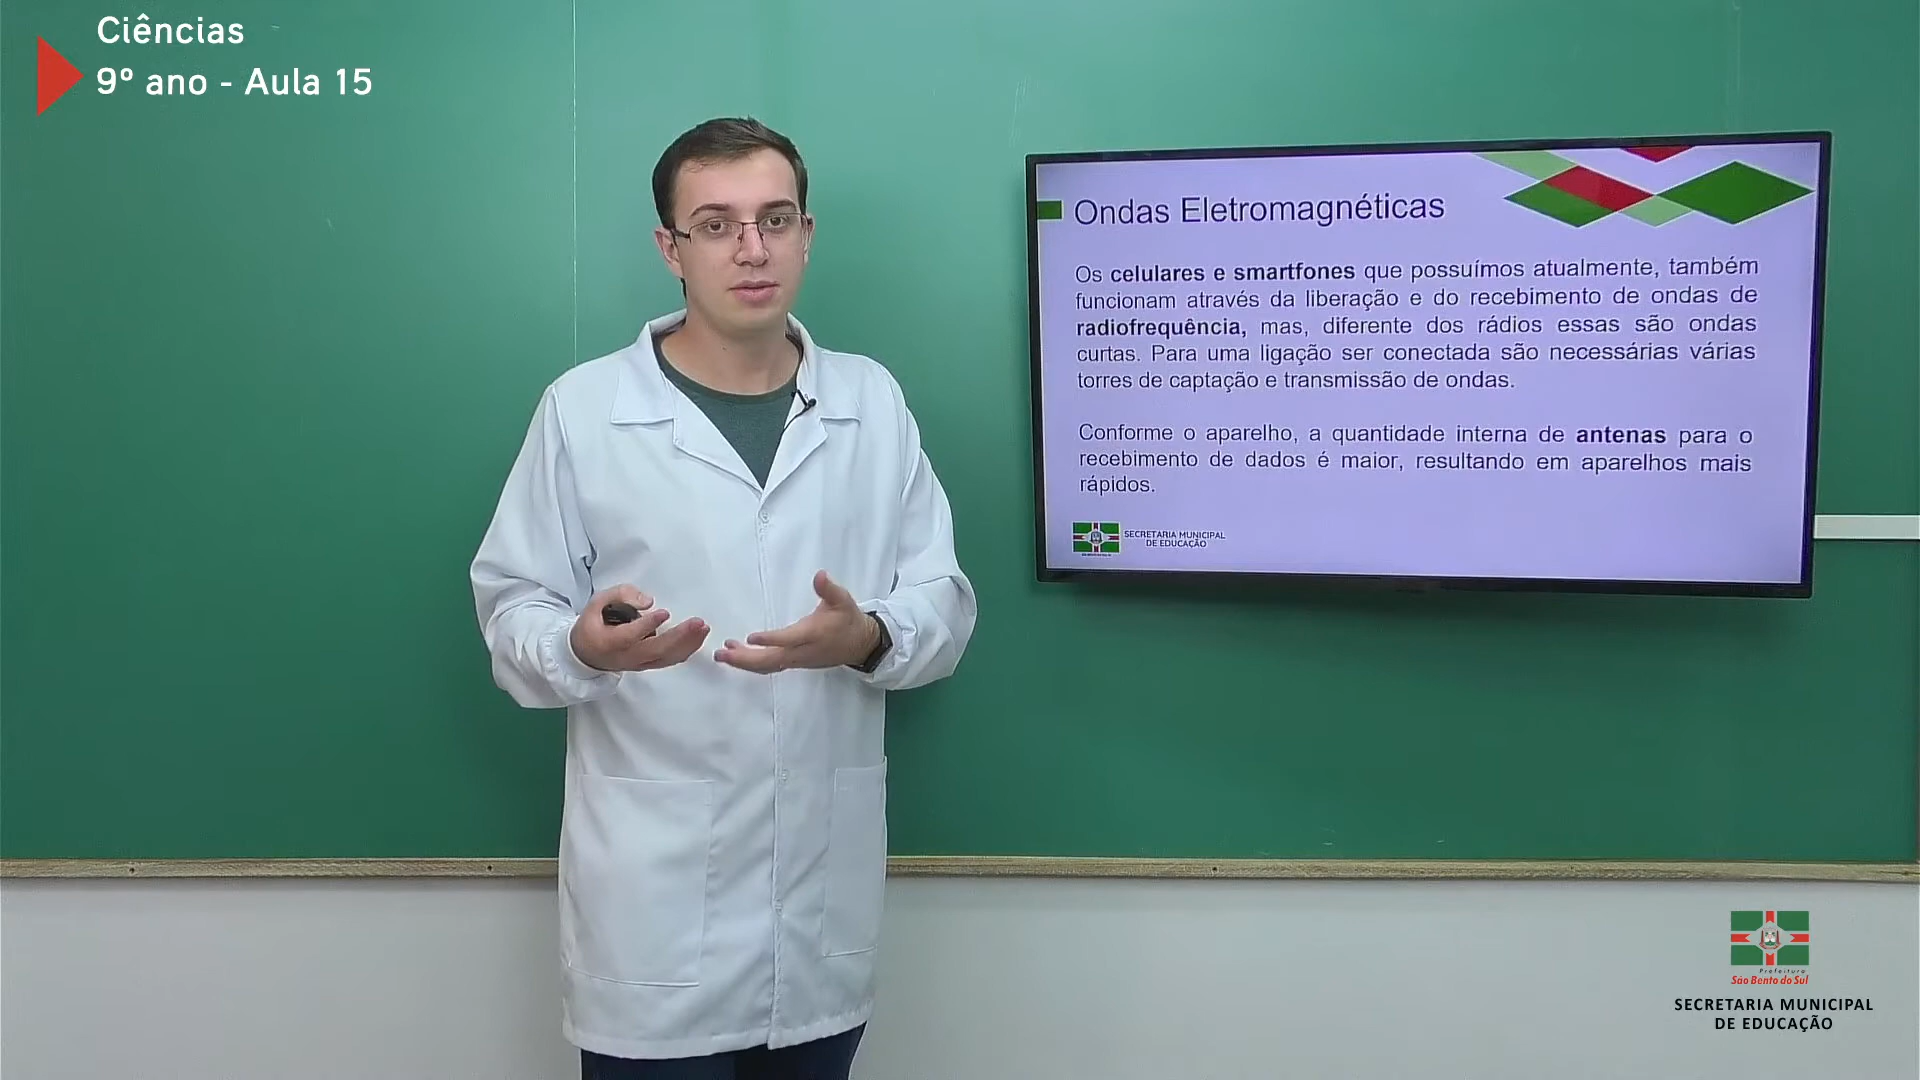 Ciências
9º ano - Aula 15
Ondas Eletromagnéticas
Os celulares e smartfones que possuímos atualmente, também
funcionam através da liberação e do recebimento de ondas de
radiofrequência, mas, diferente dos rádios essas são ondas
curtas. Para uma ligação ser conectada são necessárias várias
torres de captação e transmissão de ondas.
Conforme o aparelho, a quantidade interna de antenas para o
recebimento de dados é maior, resultando em aparelhos mais
rápidos.
SECRETARIA MUNICIPAL
DE EDUCAÇÃO
Prefeitura
São Bento do Sul
SECRETARIA MUNICIPAL
DE EDUCAÇÃO